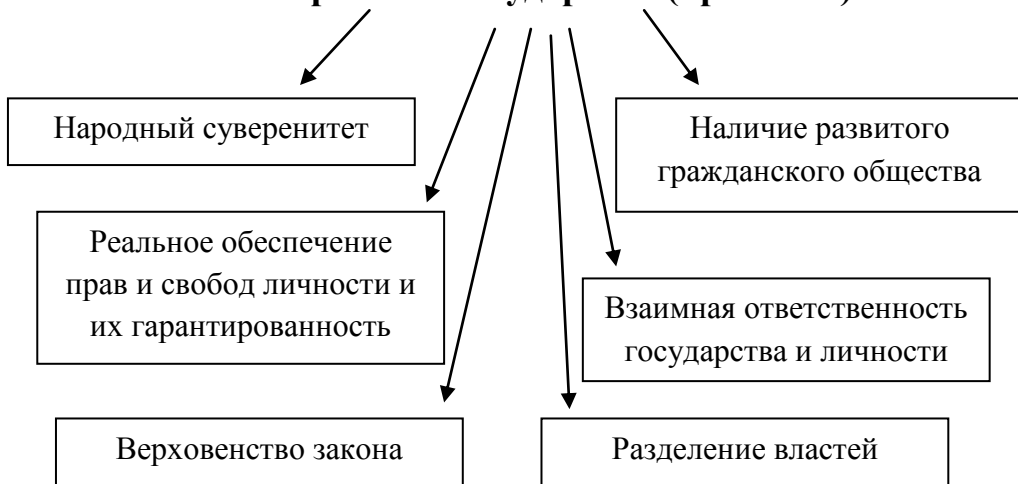 Народный суверенитет
Наличие развитого
гражданского общества
Реальное обеспечение
прав и свобод личности и
их гарантированность
Взаимная ответственность
государства и личности
Верховенство закона
Разделение властей